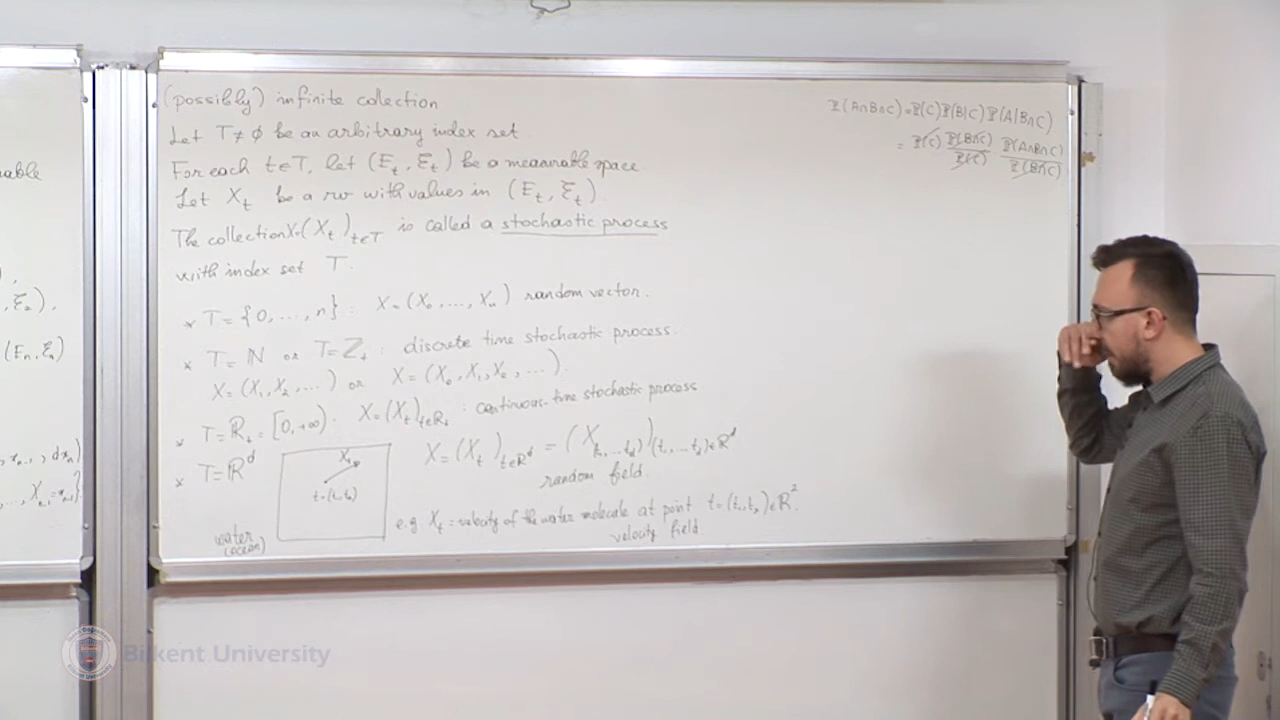 (possibly) infinite collection
Let T≠∅ be an arbitrary index set.
For each t∈T, let (E_t, ℰ_t) be a measurable space
Let X_t be a rv with values in (E_t, ℰ_t).
The collection X=(X_t)_{t∈T} is called a stochastic process
with index set T.
* T={0,...,n}: X=(X_0,...,X_n) random vector.
* T=ℕ or T=ℤ_+: discrete time stochastic process.
X=(X_1,X_2,...) or X=(X_0,X_1,X_2,...).
* T=ℝ_+=[0,+∞). X=(X_t)_{t∈ℝ_+}: continuous-time stochastic process
* T=ℝ^d
X=(X_t)_{t∈ℝ^d} = (X_{t_1,...,t_d})_{(t_1,...,t_d)∈ℝ^d}
random field.
X_t
t=(t_1,t_2)
water
(ocean)
e.g. X_t = velocity of the water molecule at point t=(t_1,t_2)∈ℝ^2.
velocity field.
ℙ(A∩B∩C)=ℙ(C)ℙ(B|C)ℙ(A|B∩C)
= ℙ(C) ℙ(B∩C)/ℙ(C) ℙ(A∩B∩C)/ℙ(B∩C)
able
(E_n, ℰ_n)
Bilkent University